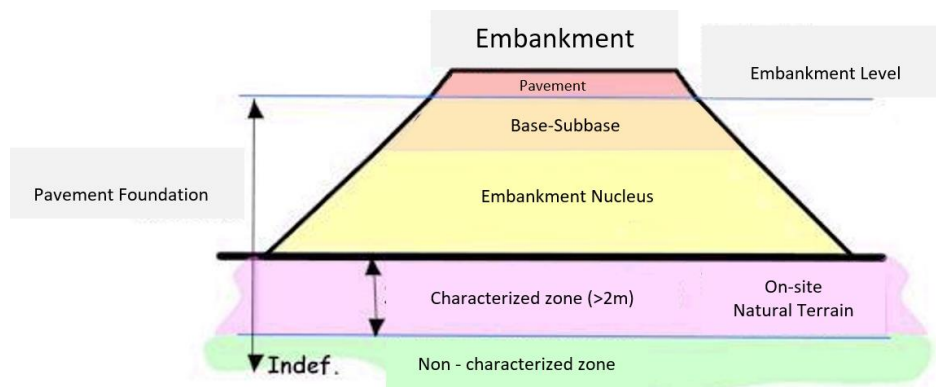 Embankment
Embankment Level
Pavement
Base-Subbase
Pavement Foundation
Embankment Nucleus
Characterized zone (>2m)
On-site
Natural Terrain
Indef.
Non - characterized zone